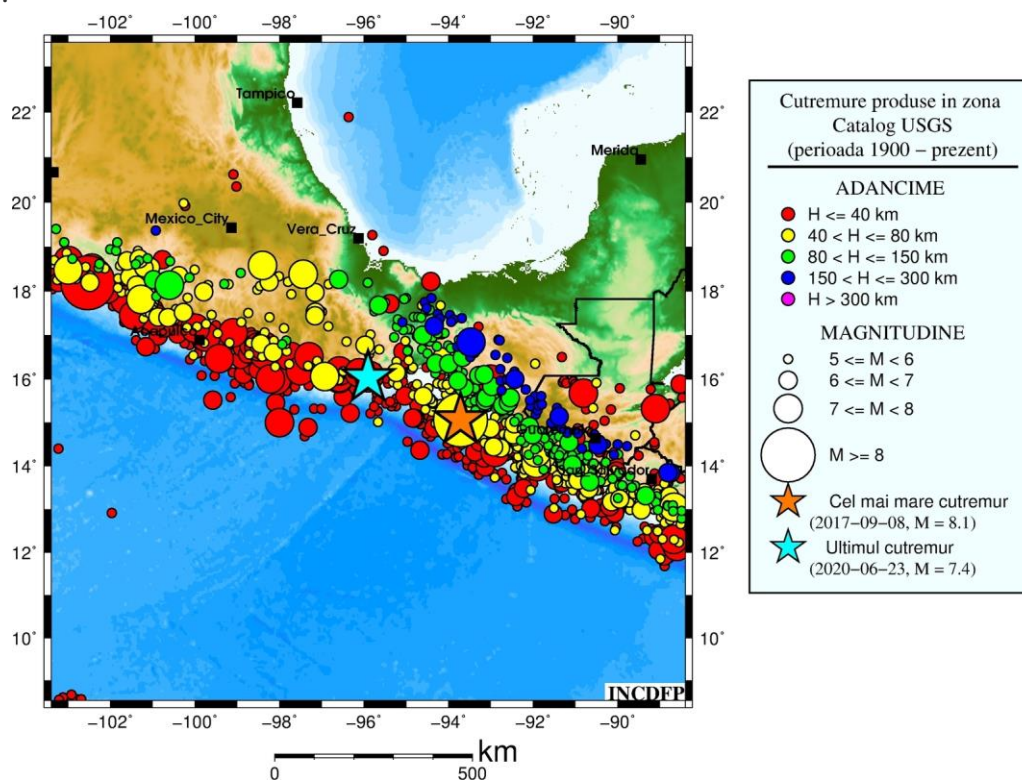 −102 −100 −98 −96 −94 −92 −90
Tampico
Merida
Mexico_City
Vera_Cruz
22˚ 22˚
20˚ 20˚
18˚ 18˚
16˚ 16˚
14˚ 14˚
12˚ 12˚
10˚ 10˚
INCDFP
−102 −100 −98 −96 −94 −92 −90
km
0 500
Cutremure produse in zona
Catalog USGS
(perioada 1900 − prezent)
ADANCIME
H <= 40 km
40 < H <= 80 km
80 < H <= 150 km
150 < H <= 300 km
H > 300 km
MAGNITUDINE
5 <= M < 6
6 <= M < 7
7 <= M < 8
M >= 8
Cel mai mare cutremur
(2017−09−08, M = 8.1)
Ultimul cutremur
(2020−06−23, M = 7.4)